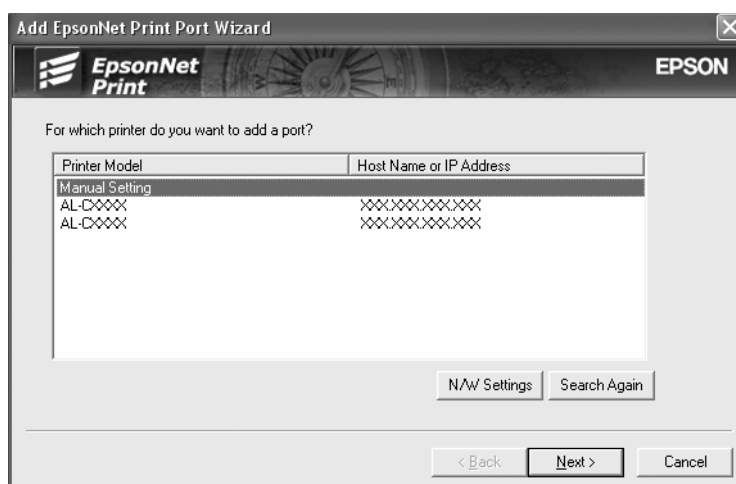 Add EpsonNet Print Port Wizard
EpsonNet
Print
EPSON
For which printer do you want to add a port?
Printer Model Host Name or IP Address
Manual Setting
AL-CXXXX XXX.XXX.XXX.XXX
AL-CXXXX XXX.XXX.XXX.XXX
N/W Settings Search Again
< Back Next > Cancel